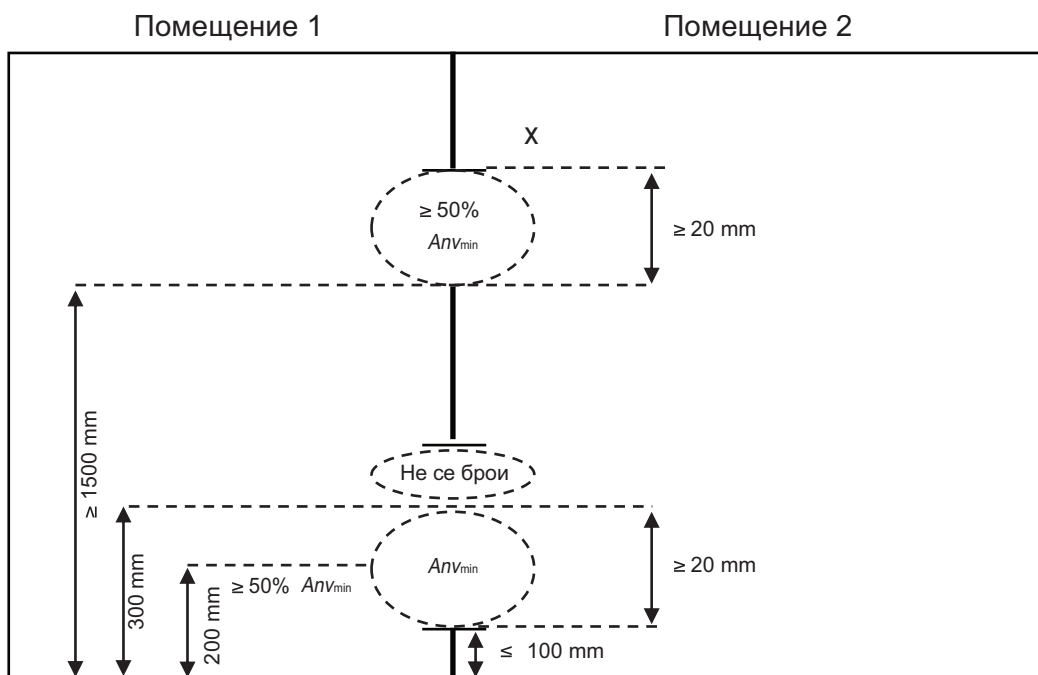 Помещение 1
Помещение 2
X
≥ 50%
Anvmin
≥ 20 mm
≥ 1500 mm
Не се брои
300 mm
200 mm
≥ 50% Anvmin
Anvmin
≥ 20 mm
≤ 100 mm